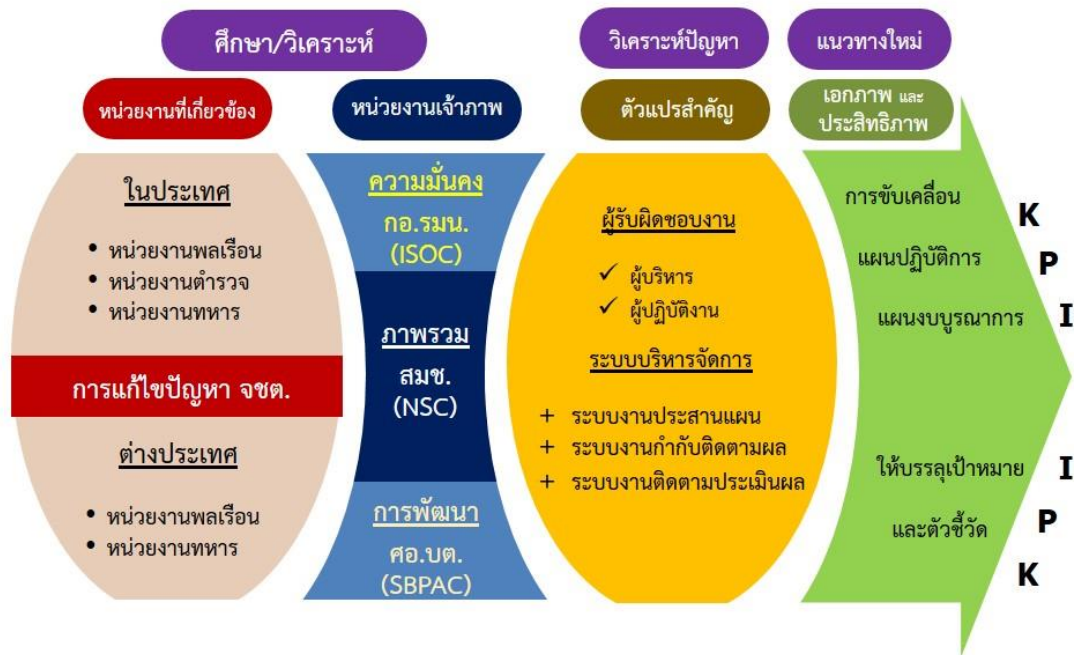 ศึกษา/วิเคราะห์
วิเคราะห์ปัญหา
แนวทางใหม่
หน่วยงานที่เกี่ยวข้อง
หน่วยงานเจ้าภาพ
ตัวแปรสำคัญ
เอกภาพ และ
ประสิทธิภาพ
ในประเทศ
• หน่วยงานพลเรือน
• หน่วยงานตำรวจ
• หน่วยงานทหาร
การแก้ไขปัญหา จชต.
ต่างประเทศ
• หน่วยงานพลเรือน
• หน่วยงานทหาร
ความมั่นคง
กอ.รมน.
(ISOC)
ภาพรวม
สมช.
(NSC)
การพัฒนา
ศอ.บต.
(SBPAC)
ผู้รับผิดชอบงาน
✓ ผู้บริหาร
✓ ผู้ปฏิบัติงาน
ระบบบริหารจัดการ
+ ระบบงานประสานแผน
+ ระบบงานกำกับติดตามผล
+ ระบบงานติดตามประเมินผล
การขับเคลื่อน
แผนปฏิบัติการ
แผนงบบูรณาการ
ให้บรรลุเป้าหมาย
และตัวชี้วัด
K
P
I
I
P
K